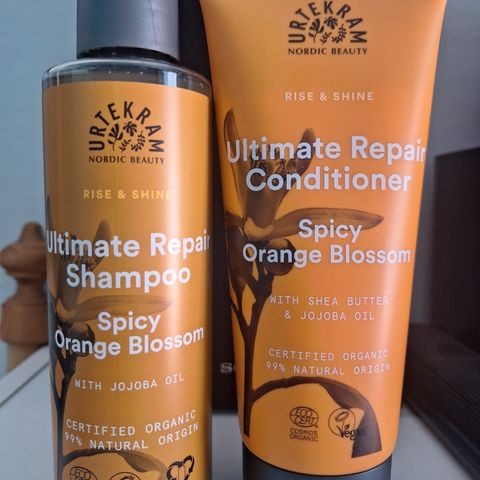 URTEKRAM
NORDIC BEAUTY
RISE & SHINE
Ultimate Repair
Shampoo
Spicy
Orange Blossom
WITH JOJOBA OIL
CERTIFIED ORGANIC
99% NATURAL ORIGIN
URTEKRAM
NORDIC BEAUTY
RISE & SHINE
Ultimate Repair
Conditioner
Spicy
Orange Blossom
WITH SHEA BUTTER
& JOJOBA OIL
CERTIFIED ORGANIC
99% NATURAL ORIGIN
ECO
CERT
COSMOS
ORGANIC
Vegan